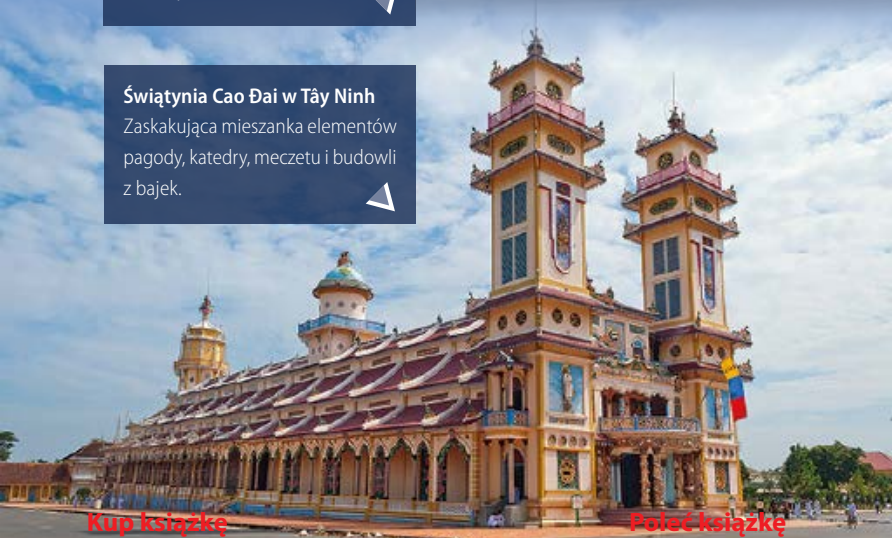 Świątynia Cao Đai w Tây Ninh
Zaskakująca mieszanka elementów
pagody, katedry, meczetu i budowli
z bajek.
Kup książkę
Poleć książkę